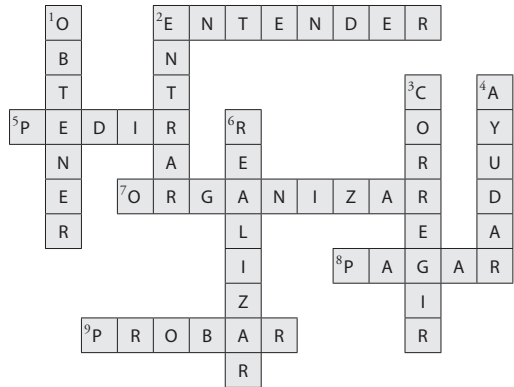 1O 2E N T E N D E R
B N
T T 3C 4A
5P E D I R 6R O Y
N A E R U
E 7O R G A N I Z A R D
R L E A
I 8P A G A R
Z I
9P R O B A R R
R